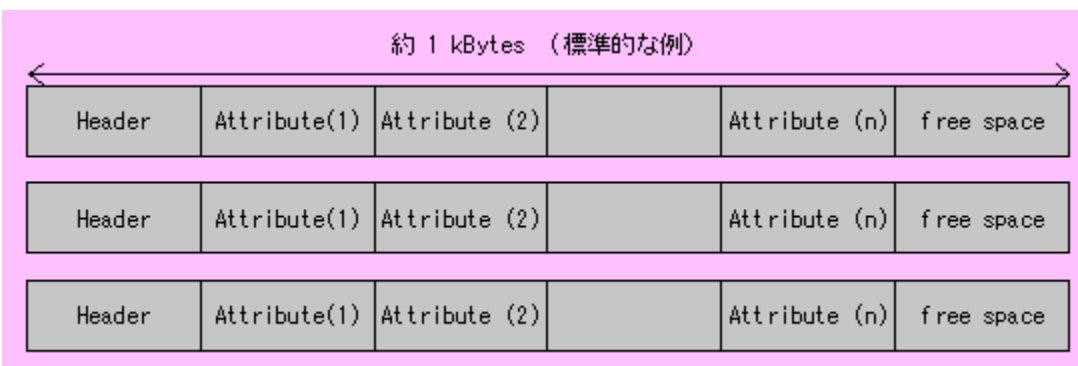 約 1 kBytes （標準的な例）
Header Attribute(1) Attribute (2) Attribute (n) free space
Header Attribute(1) Attribute (2) Attribute (n) free space
Header Attribute(1) Attribute (2) Attribute (n) free space